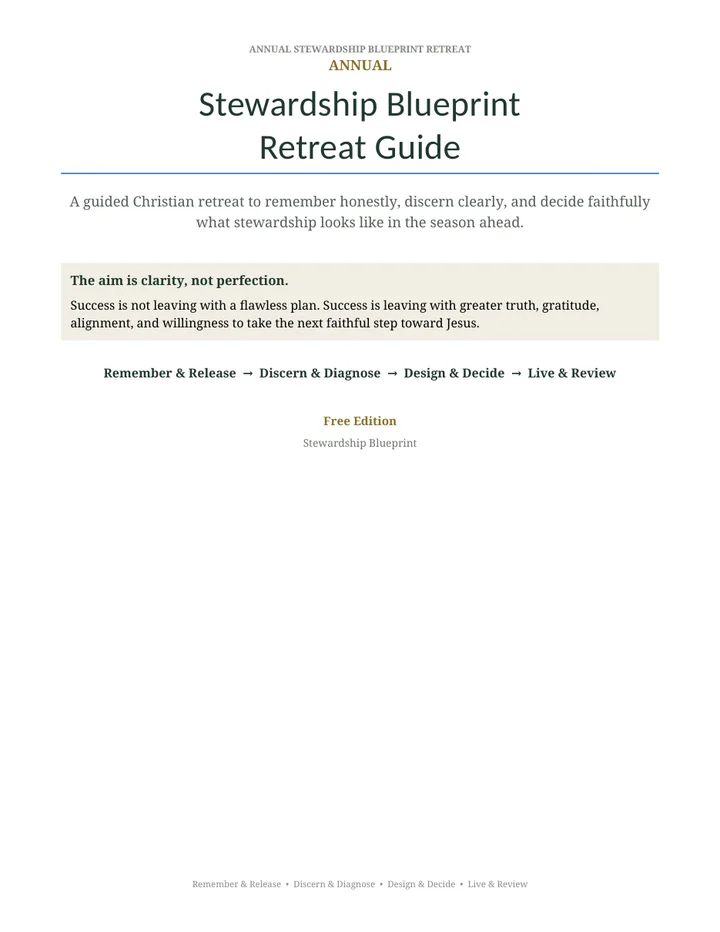 ANNUAL STEWARDSHIP BLUEPRINT RETREAT
ANNUAL
Stewardship Blueprint
Retreat Guide
A guided Christian retreat to remember honestly, discern clearly, and decide faithfully
what stewardship looks like in the season ahead.
The aim is clarity, not perfection.
Success is not leaving with a flawless plan. Success is leaving with greater truth, gratitude,
alignment, and willingness to take the next faithful step toward Jesus.
Remember & Release → Discern & Diagnose → Design & Decide → Live & Review
Free Edition
Stewardship Blueprint
Remember & Release • Discern & Diagnose • Design & Decide • Live & Review